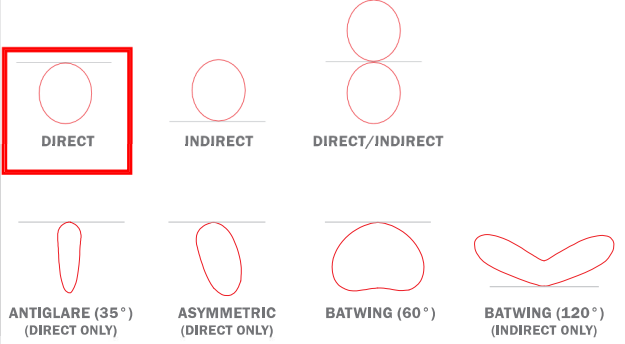 DIRECT
INDIRECT
DIRECT/INDIRECT
ANTIGLARE (35°)
(DIRECT ONLY)
ASYMMETRIC
(DIRECT ONLY)
BATWING (60°)
BATWING (120°)
(INDIRECT ONLY)